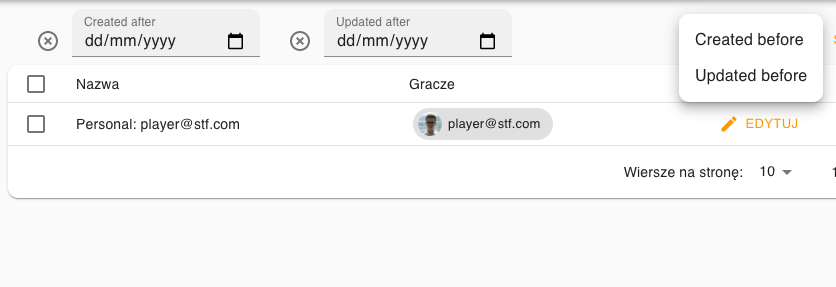 Created after
dd/mm/yyyy
Updated after
dd/mm/yyyy
Created before
Updated before
Nazwa
Gracze
Personal: player@stf.com
player@stf.com
EDYTUJ
Wiersze na stronę:
10